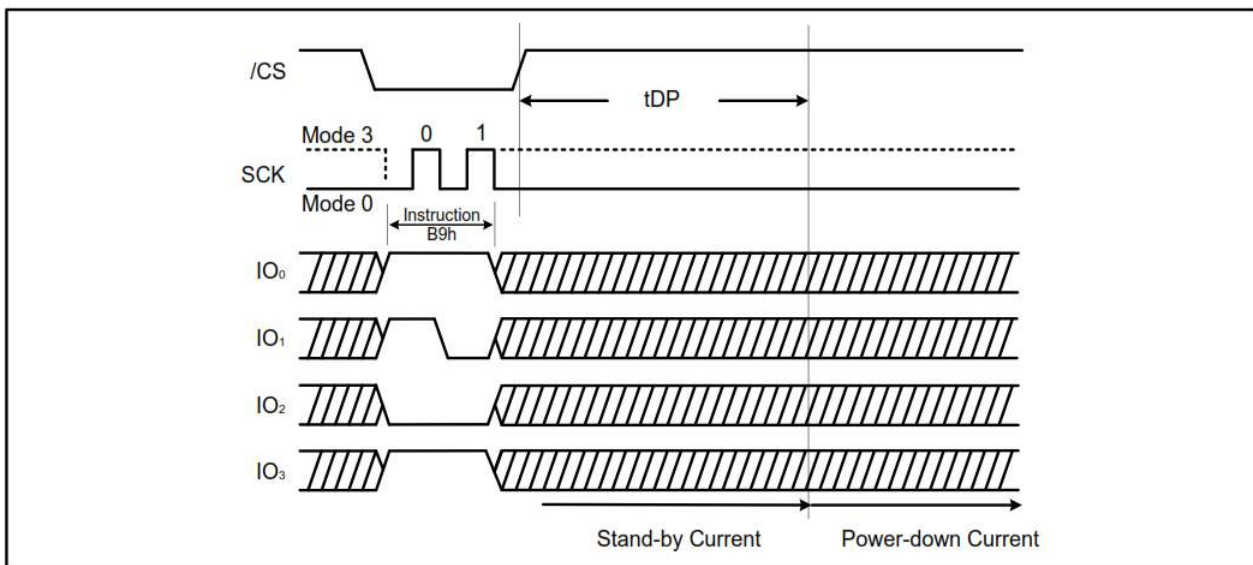 /CS
tDP
Mode 3 0 1
SCK
Mode 0
Instruction
B9h
IO₀
IO₁
IO₂
IO₃
Stand-by Current Power-down Current